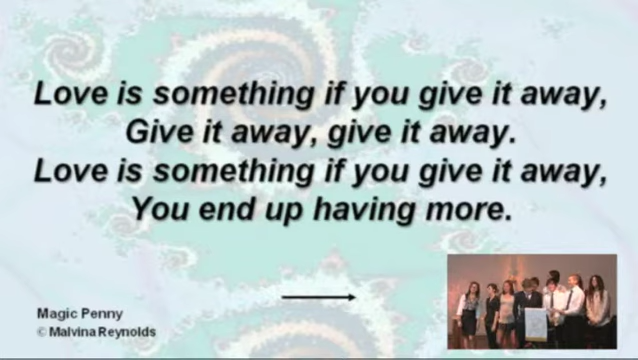 Love is something if you give it away,
Give it away, give it away.
Love is something if you give it away,
You end up having more.
Magic Penny
© Malvina Reynolds